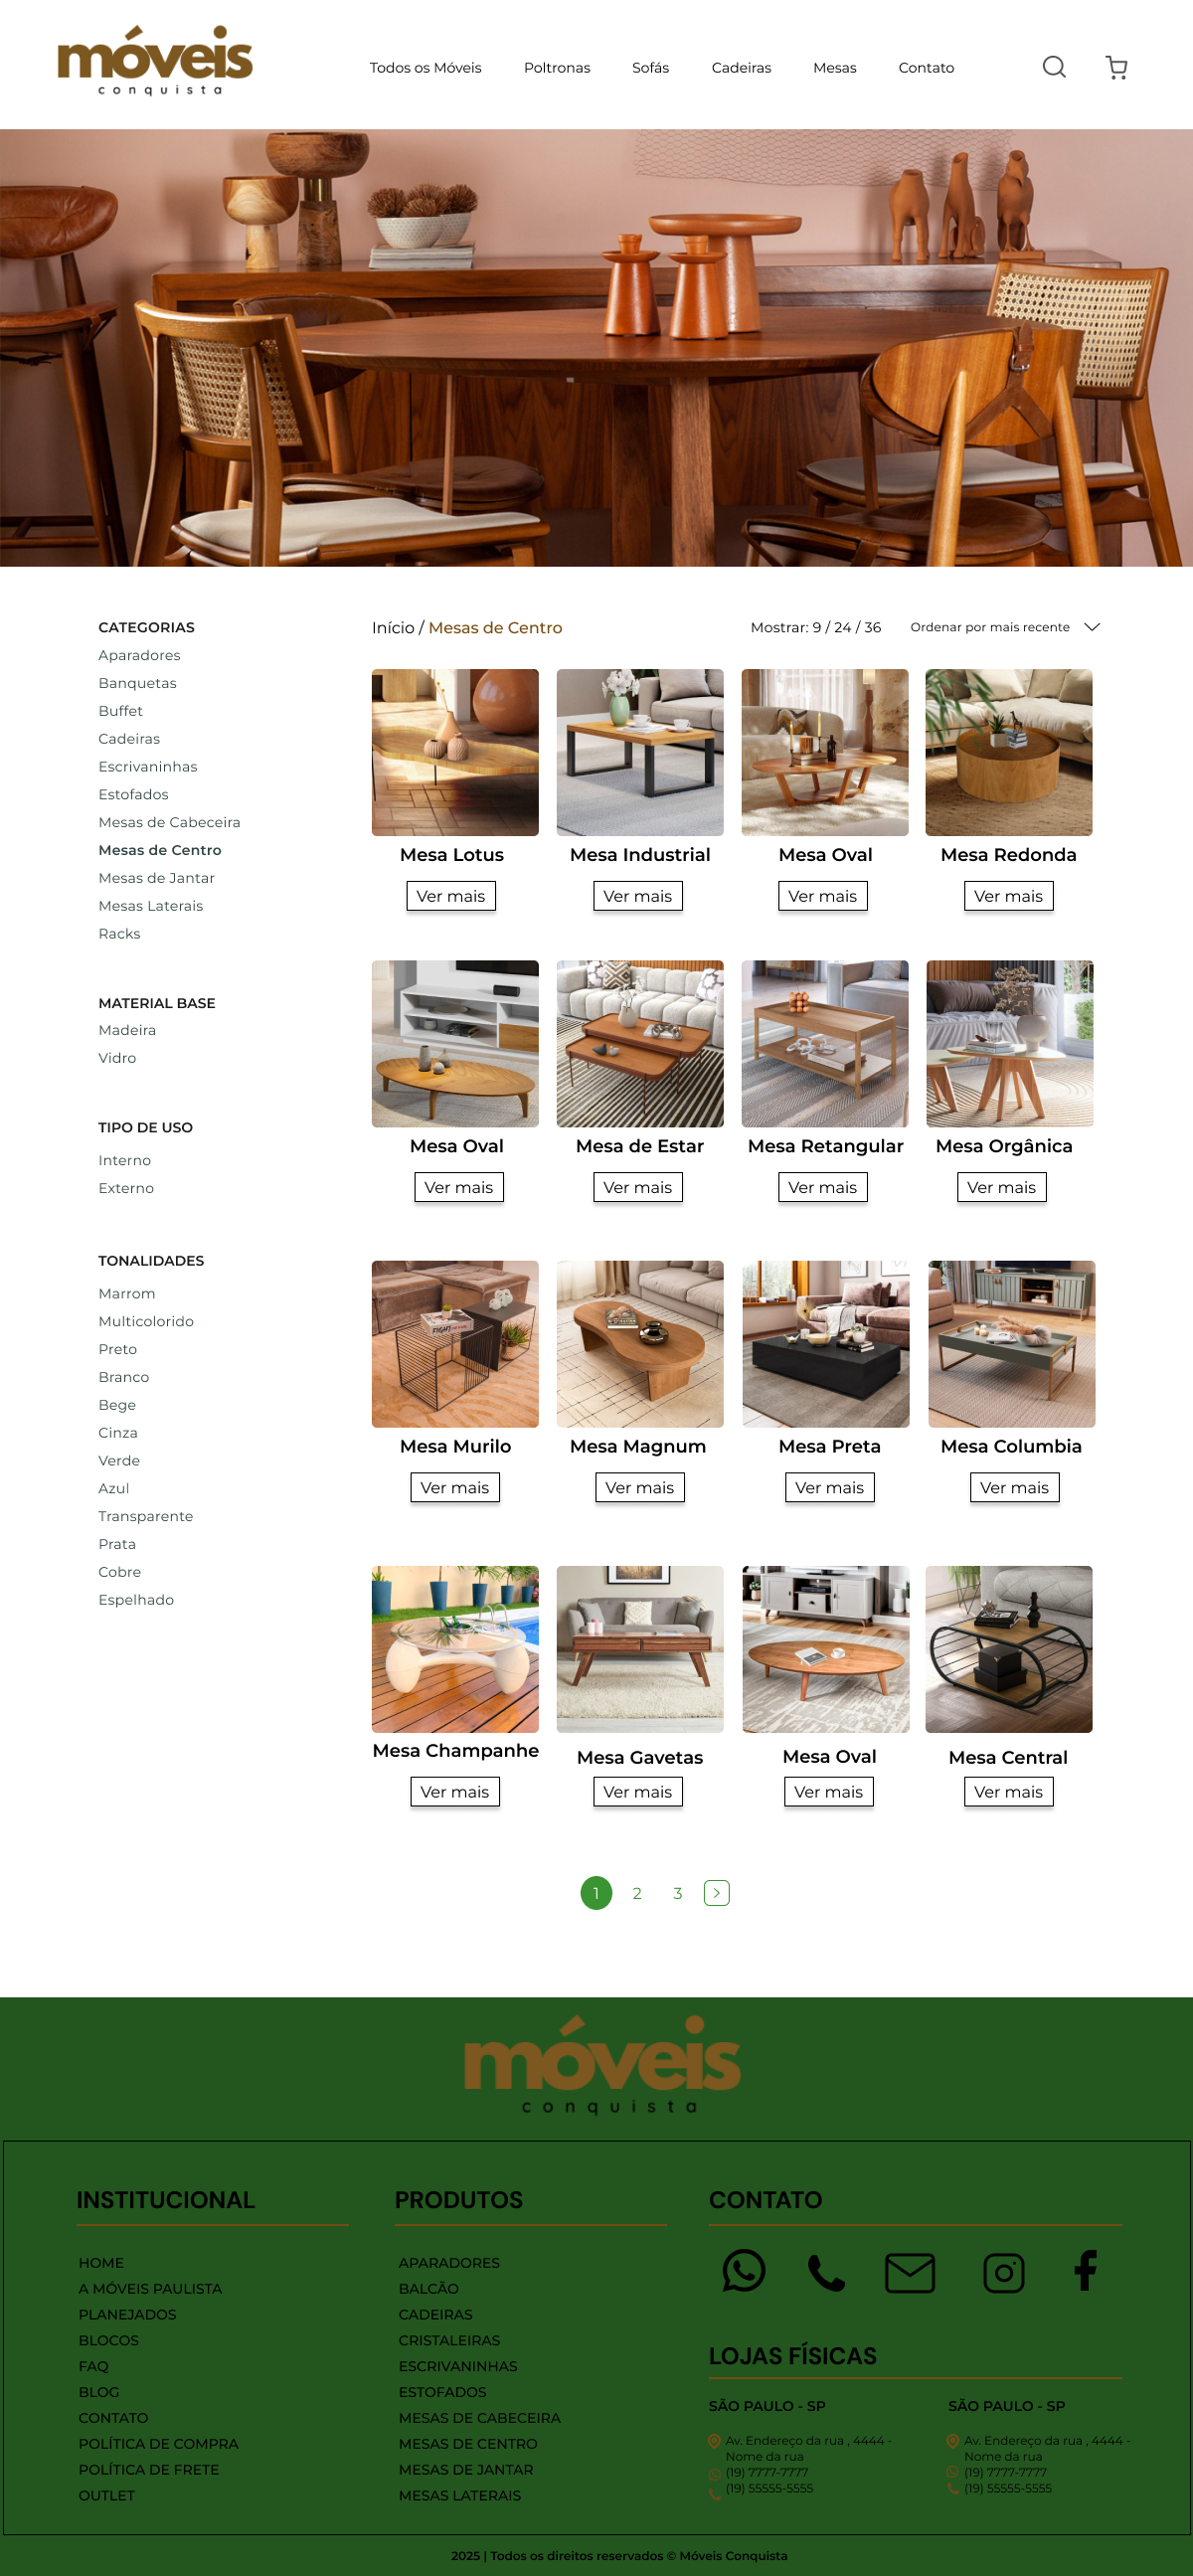 móveis
conquista
Todos os Móveis
Poltronas
Sofás
Cadeiras
Mesas
Contato
CATEGORIAS
Aparadores
Banquetas
Buffet
Cadeiras
Escrivaninhas
Estofados
Mesas de Cabeceira
Mesas de Centro
Mesas de Jantar
Mesas Laterais
Racks
MATERIAL BASE
Madeira
Vidro
TIPO DE USO
Interno
Externo
TONALIDADES
Marrom
Multicolorido
Preto
Branco
Bege
Cinza
Verde
Azul
Transparente
Prata
Cobre
Espelhado
Início / Mesas de Centro
Mostrar: 9 / 24 / 36
Ordenar por mais recente
Mesa Lotus
Mesa Industrial
Mesa Oval
Mesa Redonda
Ver mais
Ver mais
Ver mais
Ver mais
Mesa Oval
Mesa de Estar
Mesa Retangular
Mesa Orgânica
Ver mais
Ver mais
Ver mais
Ver mais
FIGHT
Mesa Murilo
Mesa Magnum
Mesa Preta
Mesa Columbia
Ver mais
Ver mais
Ver mais
Ver mais
Mesa Champanhe
Mesa Gavetas
Mesa Oval
Mesa Central
Ver mais
Ver mais
Ver mais
Ver mais
1
2
3
móveis
conquista
INSTITUCIONAL
HOME
A MÓVEIS PAULISTA
PLANEJADOS
BLOCOS
FAQ
BLOG
CONTATO
POLÍTICA DE COMPRA
POLÍTICA DE FRETE
OUTLET
PRODUTOS
APARADORES
BALCÃO
CADEIRAS
CRISTALEIRAS
ESCRIVANINHAS
ESTOFADOS
MESAS DE CABECEIRA
MESAS DE CENTRO
MESAS DE JANTAR
MESAS LATERAIS
CONTATO
LOJAS FÍSICAS
SÃO PAULO - SP
Av. Endereço da rua , 4444 -
Nome da rua
(19) 7777-7777
(19) 55555-5555
SÃO PAULO - SP
Av. Endereço da rua , 4444 -
Nome da rua
(19) 7777-7777
(19) 55555-5555
2025 | Todos os direitos reservados © Móveis Conquista